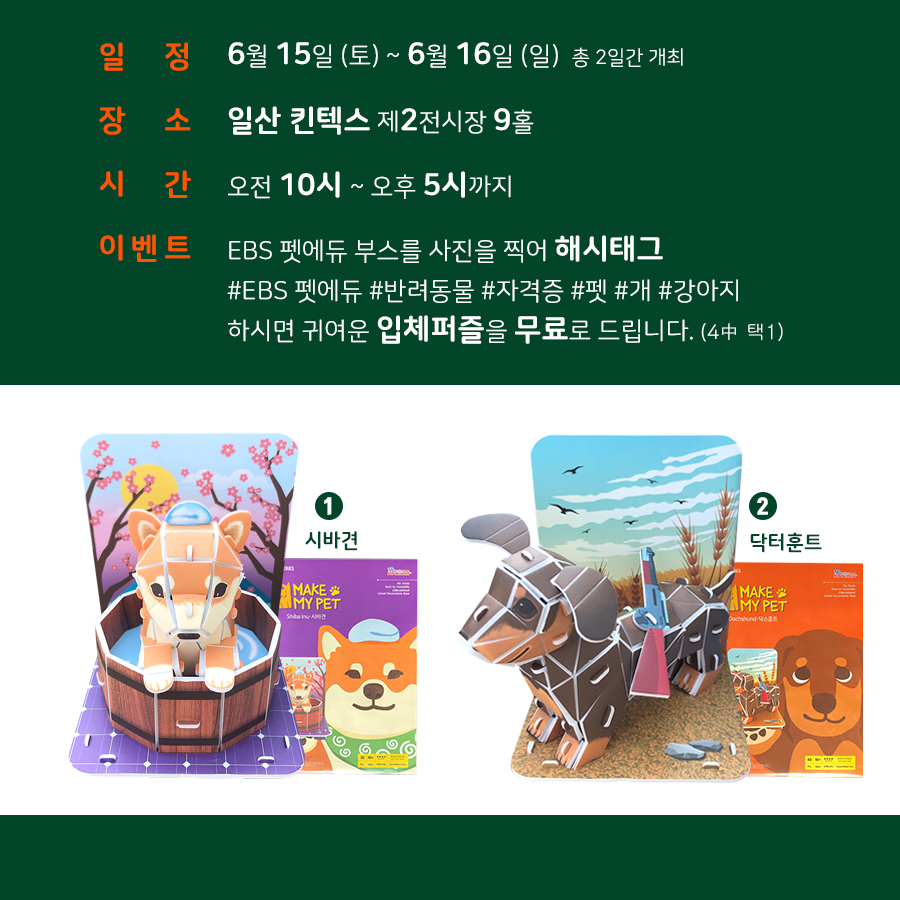 일 정 6월 15일 (토) ~ 6월 16일 (일) 총 2일간 개최
장 소 일산 킨텍스 제2전시장 9홀
시 간 오전 10시 ~ 오후 5시까지
이벤트 EBS 펫에듀 부스를 사진을 찍어 해시태그
#EBS 펫에듀 #반려동물 #자격증 #펫 #개 #강아지
하시면 귀여운 입체퍼즐을 무료로 드립니다. (4中 택1)
1
시바견
MAKE
MY PET
Shiba Inu·시바견
2
닥터훈트
MAKE
MY PET
Dachshund·닥스훈트